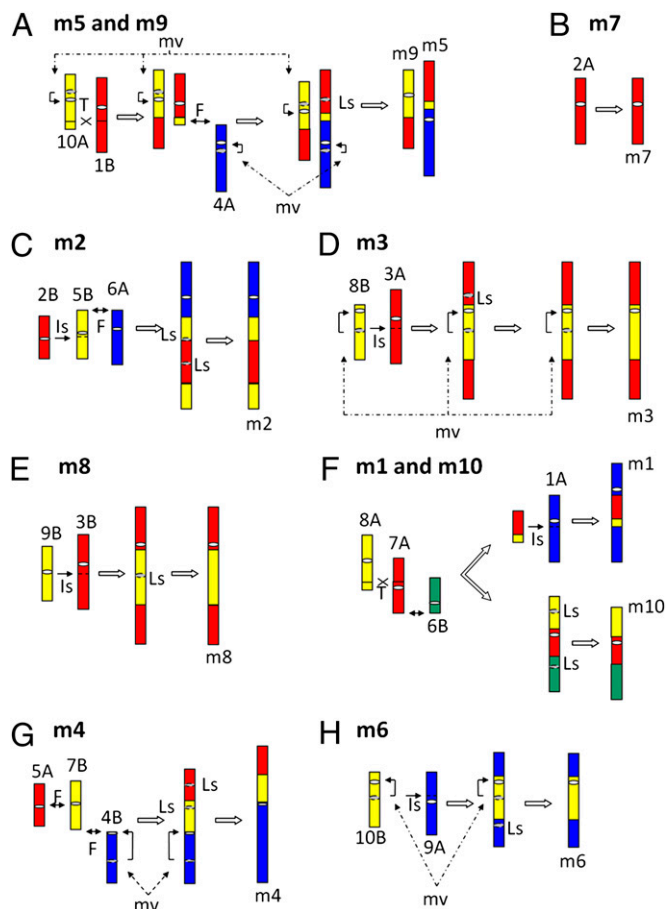 A m5 and m9
mv
T
10A
1B
F
4A
mv
Ls
m9
m5
B m7
2A
m7
C m2
2B
5B
6A
Is
F
Ls
Ls
m2
D m3
8B
3A
Is
Ls
mv
m3
E m8
9B
3B
Is
Ls
m8
F m1 and m10
8A
7A
T
6B
1A
Is
m1
Ls
Ls
m10
G m4
5A
7B
F
4B
F
Ls
Ls
mv
m4
H m6
10B
Is
9A
Ls
mv
m6